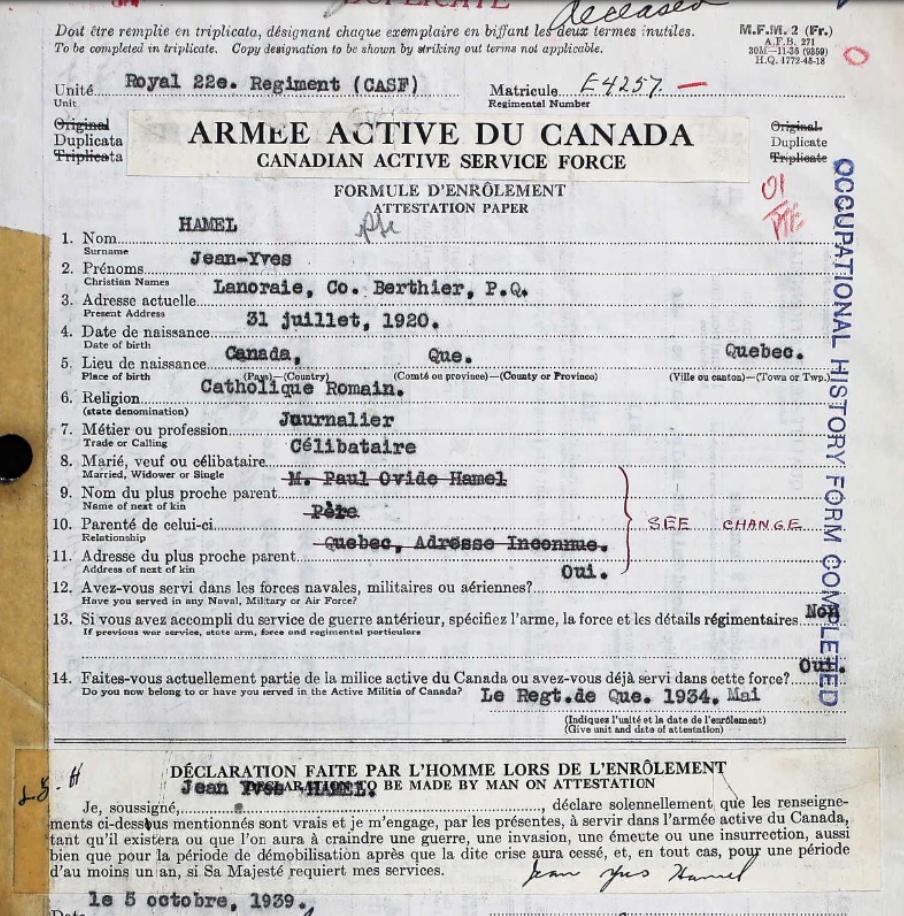 DUPLICATE
deceased
Doit être remplie en triplicata, désignant chaque exemplaire en biffant les deux termes inutiles.
To be completed in triplicate. Copy designation to be shown by striking out terms not applicable.
M.F.M. 2 (Fr.)
A.F.B. 271
30M—11-38 (9859)
H.Q. 1772-45-18
Unité Royal 22e. Regiment (CASF) Matricule E4257.
Unit Regimental Number
Original
Duplicata
Triplicata
ARMÉE ACTIVE DU CANADA
CANADIAN ACTIVE SERVICE FORCE
Original
Duplicate
Triplicate
FORMULE D'ENRÔLEMENT
ATTESTATION PAPER
Pte
01
PTE
1. Nom HAMEL
Surname
2. Prénoms Jean-Yves
Christian Names
3. Adresse actuelle Lanoraie, Co. Berthier, P.Q.
Present Address
4. Date de naissance 31 juillet, 1920.
Date of birth
5. Lieu de naissance Canada, Que. Quebec.
Place of birth (Pays)—(Country) (Comté ou province)—(County or Province) (Ville ou canton)—(Town or Twp.)
6. Religion Catholique Romain.
(state denomination)
7. Métier ou profession Journalier
Trade or Calling
8. Marié, veuf ou célibataire Célibataire
Married, Widower or Single
9. Nom du plus proche parent M. Paul Ovide Hamel
Name of next of kin
10. Parenté de celui-ci Père
Relationship
SEE CHANGE
11. Adresse du plus proche parent Quebec, Adresse Inconnue.
Address of next of kin
12. Avez-vous servi dans les forces navales, militaires ou aériennes? Oui.
Have you served in any Naval, Military or Air Force?
13. Si vous avez accompli du service de guerre antérieur, spécifiez l'arme, la force et les détails régimentaires Non
If previous war service, state arm, force and regimental particulars
14. Faites-vous actuellement partie de la milice active du Canada ou avez-vous déjà servi dans cette force? Oui.
Do you now belong to or have you served in the Active Militia of Canada? Le Regt.de Que. 1934, Mai
(Indiquez l'unité et la date de l'enrôlement)
(Give unit and date of attestation)
OCCUPATIONAL HISTORY FORM COMPLETED
DÉCLARATION FAITE PAR L'HOMME LORS DE L'ENRÔLEMENT
DECLARATION TO BE MADE BY MAN ON ATTESTATION
Je, soussigné, Jean Yves HAMEL. , déclare solennellement que les renseigne-
ments ci-dessus mentionnés sont vrais et je m'engage, par les présentes, à servir dans l'armée active du Canada,
tant qu'il existera ou que l'on aura à craindre une guerre, une invasion, une émeute ou une insurrection, aussi
bien que pour la période de démobilisation après que la dite crise aura cessé, et, en tout cas, pour une période
d'au moins un an, si Sa Majesté requiert mes services.
Jean Yves Hamel
le 5 octobre, 1939.
Date